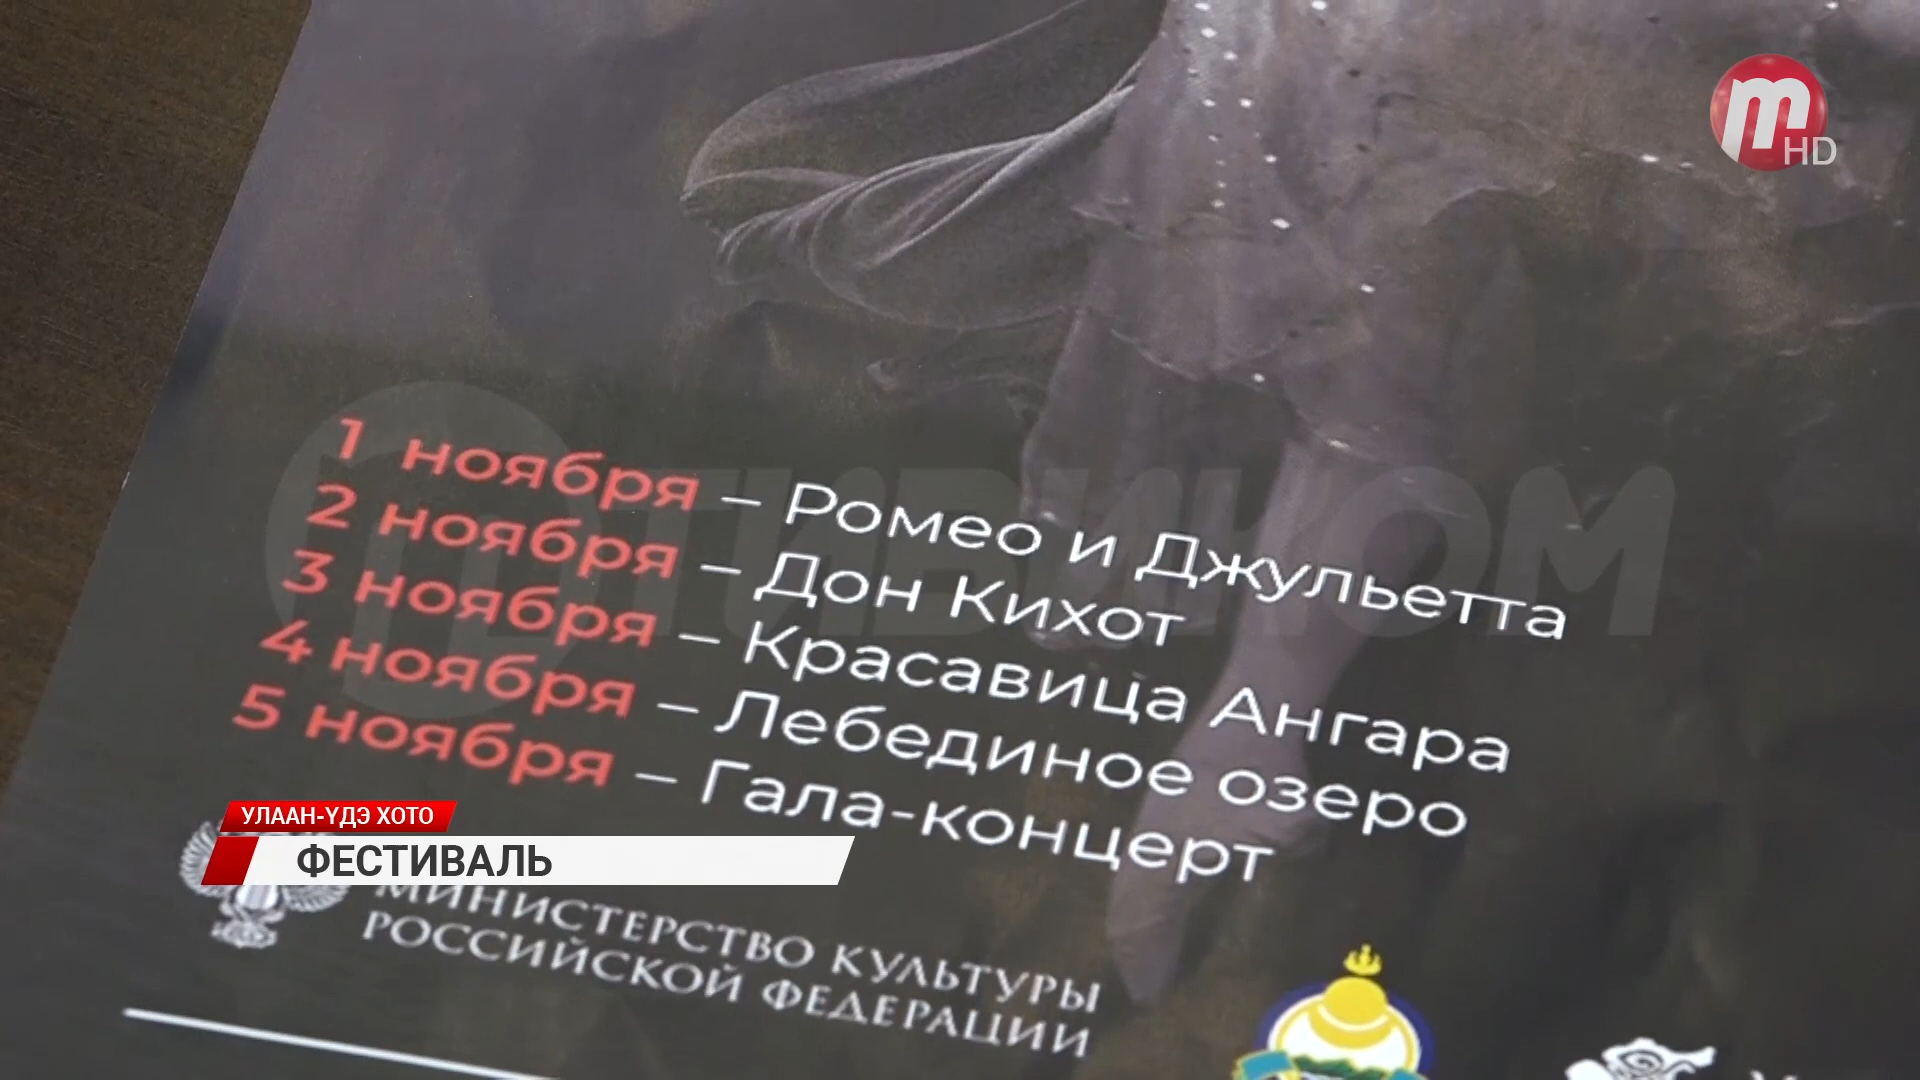 m HD
1 ноября – Ромео и Джульетта
2 ноября – Дон Кихот
3 ноября – Красавица Ангара
4 ноября – Лебединое озеро
5 ноября – Гала-концерт
УЛААН-ҮДЭ ХОТО
ФЕСТИВАЛЬ
МИНИСТЕРСТВО КУЛЬТУРЫ
РОССИЙСКОЙ ФЕДЕРАЦИИ
ТИВИКОМ